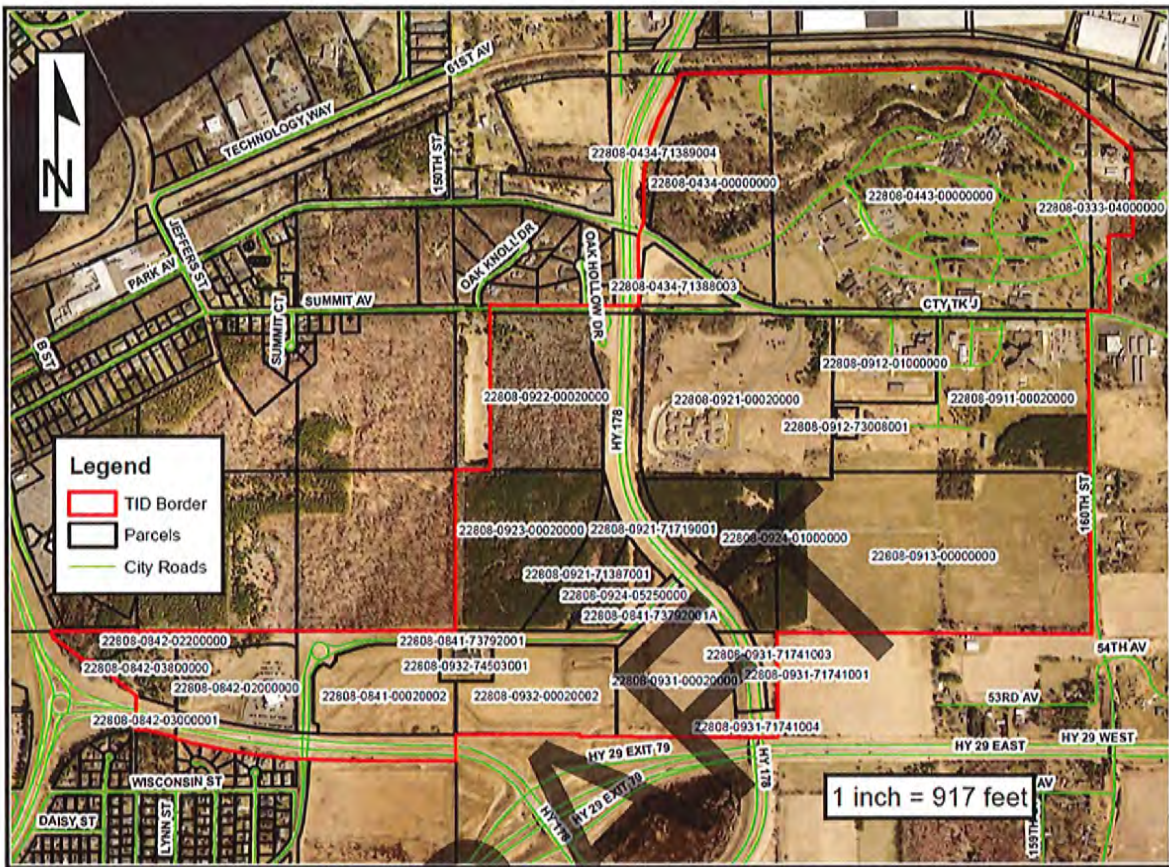 61ST AV
TECHNOLOGY WAY
150TH ST
22808-0434-71389004
22808-0434-00000000
22808-0443-00000000
22808-0333-04000000
N
JEFFERS ST
PARK AV
OAK KNOLL DR
OAK HOLLOW DR
22808-0434-71388003
SUMMIT AV
SUMMIT CT
CTY TK J
B ST
22808-0912-01000000
22808-0922-00020000
22808-0921-00020000
22808-0911-00020000
HY 178
22808-0912-73008001
Legend
TID Border
Parcels
City Roads
160TH ST
22808-0923-00020000
22808-0921-71719001
22808-0924-01000000
22808-0913-00000000
22808-0921-71387001
22808-0924-05250000
22808-0841-73792001A
22808-0842-02200000
22808-0841-73792001
22808-0931-71741003
54TH AV
22808-0842-03800000
22808-0932-74503001
22808-0931-71741001
22808-0842-02000000
22808-0841-00020002
22808-0932-00020002
22808-0931-00020000
53RD AV
22808-0842-03000001
22808-0931-71741004
HY 29 WEST
HY 29 EAST
HY 29 EXIT 79
HY 178
WISCONSIN ST
HY 29 EXIT 79
AV
1 inch = 917 feet
DAISY ST
LYNN ST
HY 178